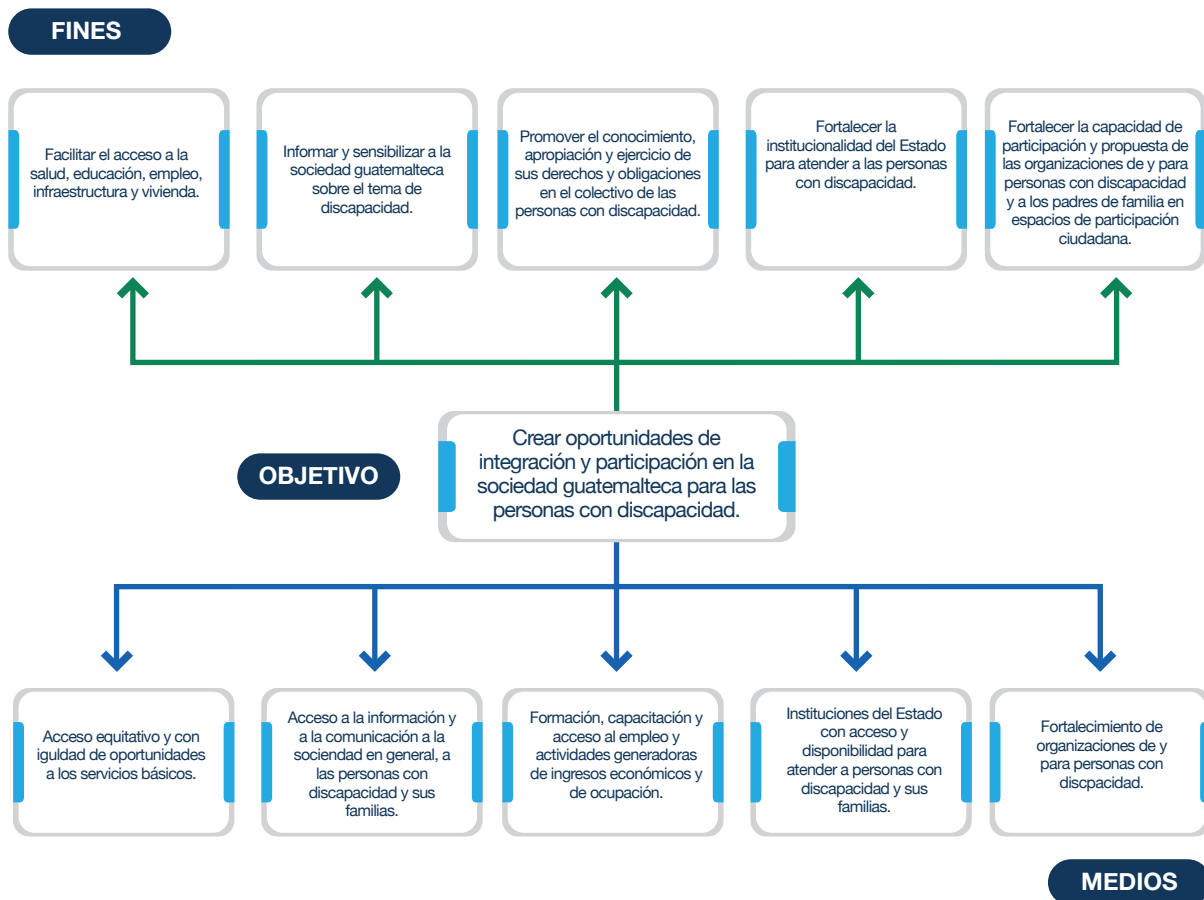 FINES
Facilitar el acceso a la
salud, educación, empleo,
infraestructura y vivienda.
Informar y sensibilizar a la
sociedad guatemalteca
sobre el tema de
discapacidad.
Promover el conocimiento,
apropiación y ejercicio de
sus derechos y obligaciones
en el colectivo de las
personas con discapacidad.
Fortalecer la
institucionalidad del Estado
para atender a las personas
con discapacidad.
Fortalecer la capacidad de
participación y propuesta de
las organizaciones de y para
personas con discapacidad
y a los padres de familia en
espacios de participación
ciudadana.
OBJETIVO
Crear oportunidades de
integración y participación en la
sociedad guatemalteca para las
personas con discapacidad.
Acceso equitativo y con
iguldad de oportunidades
a los servicios básicos.
Acceso a la información y
a la comunicación a la
sociendad en general, a
las personas con
discapacidad y sus
familias.
Formación, capacitación y
acceso al empleo y
actividades generadoras
de ingresos económicos y
de ocupación.
Instituciones del Estado
con acceso y
disponibilidad para
atender a personas con
discapacidad y sus
familias.
Fortalecimiento de
organizaciones de y
para personas con
discpacidad.
MEDIOS